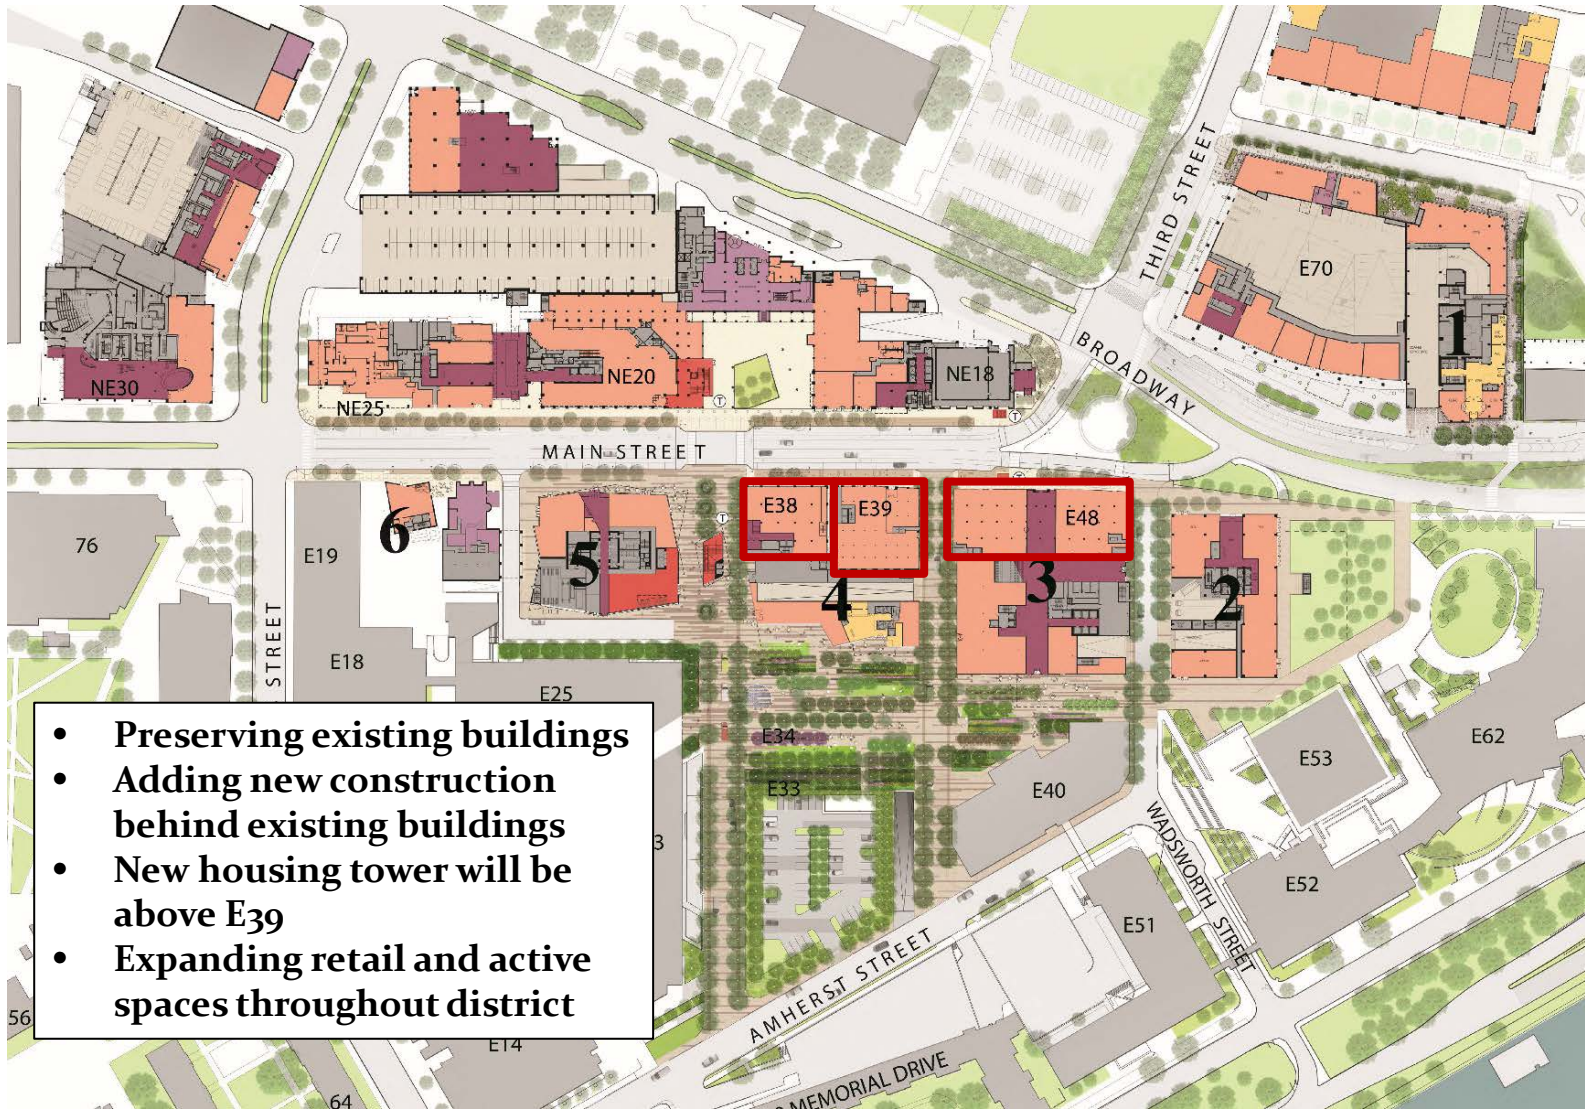 THIRD STREET
E70
1
BROADWAY
NE30
NE25
NE20
NE18
T
T
MAIN STREET
T
T
76
E19
6
5
E38
E39
E48
4
3
2
STREET
E18
E25
E34
E33
E40
E53
E62
WADSWORTH STREET
E52
E51
3
• Preserving existing buildings
• Adding new construction
behind existing buildings
• New housing tower will be
above E39
• Expanding retail and active
spaces throughout district
56
E14
64
AMHERST STREET
MEMORIAL DRIVE